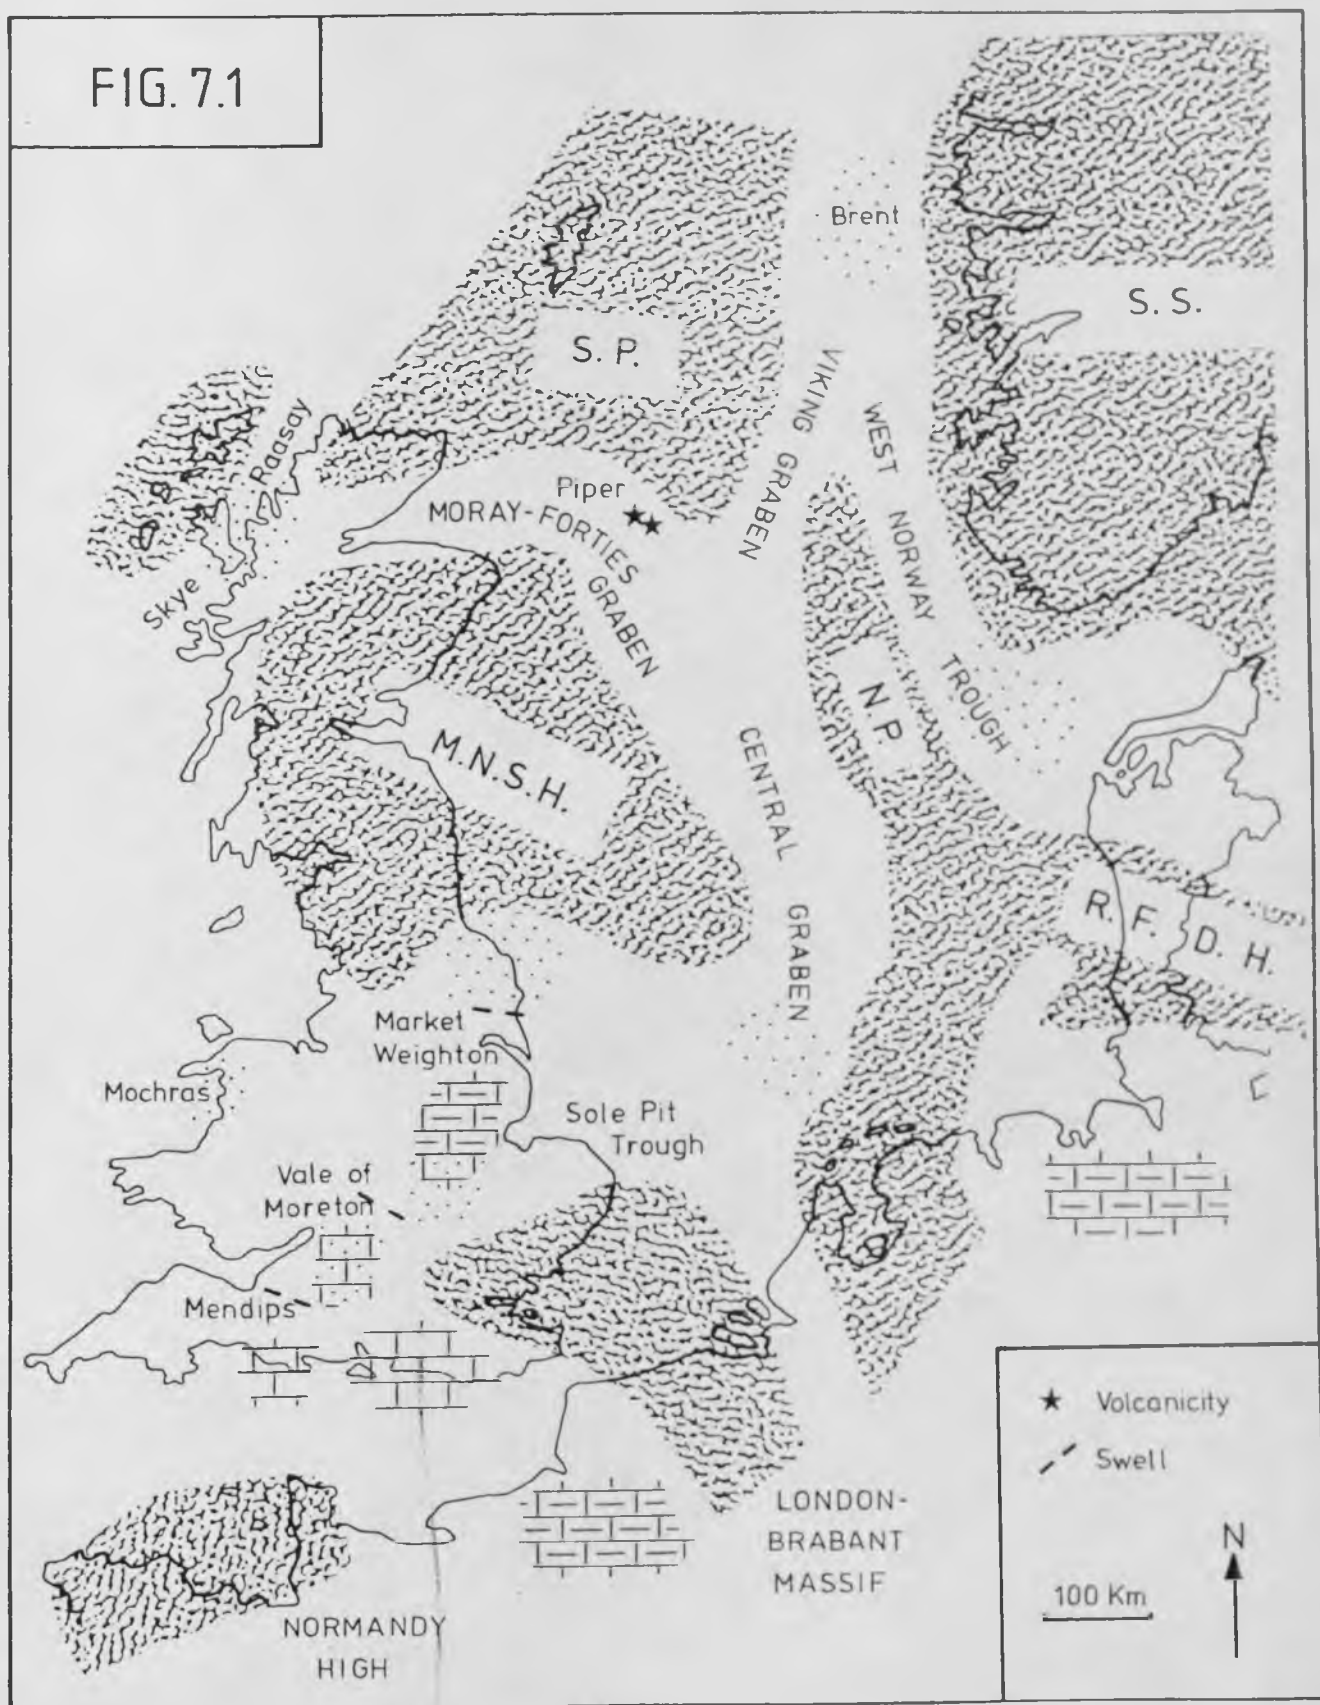 FIG. 7.1
Brent
S. S.
S. P.
VIKING GRABEN
WEST NORWAY TROUGH
Raasay
Skye
Piper
MORAY-FORTIES GRABEN
N. P.
M.N.S.H.
CENTRAL GRABEN
R. F. D. H.
Market
Weighton
Mochras
Sole Pit
Trough
Vale of
Moreton
Mendips
Volcanicity
Swell
N
100 Km
LONDON-
BRABANT
MASSIF
NORMANDY
HIGH